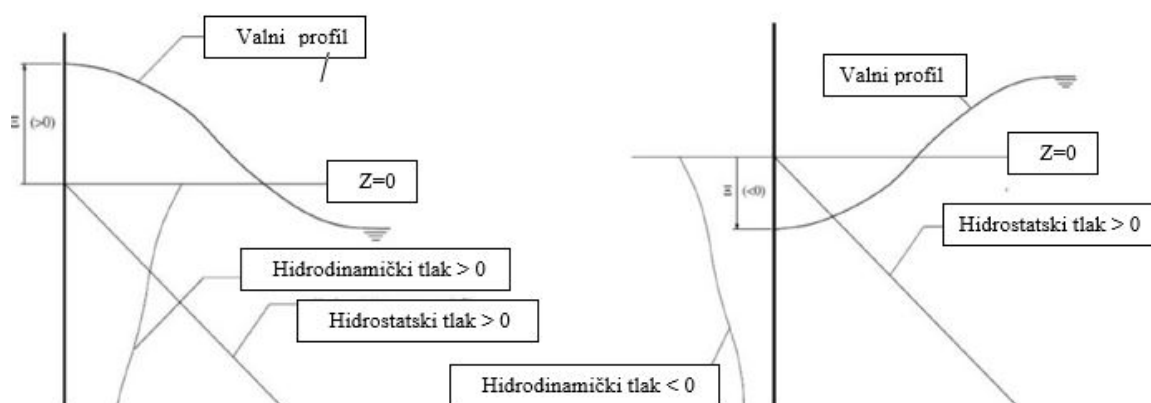 Valni profil
(>0)
Z=0
Hidrodinamički tlak > 0
Hidrostatski tlak > 0
Valni profil
Z=0
(<0)
Hidrostatski tlak > 0
Hidrodinamički tlak < 0